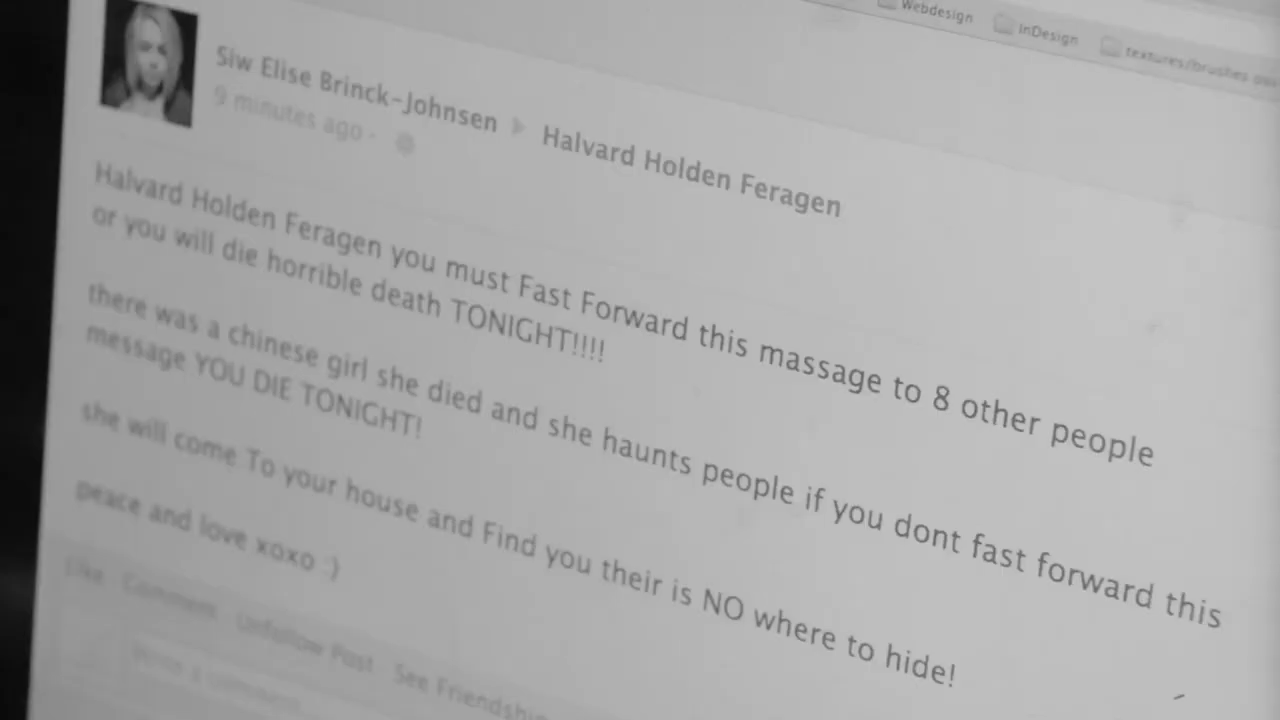 Webdesign InDesign textures/brushes
Siw Elise Brinck-Johnsen ▸ Halvard Holden Feragen
9 minutes ago ·
Halvard Holden Feragen you must Fast Forward this massage to 8 other people
or you will die horrible death TONIGHT!!!!
there was a chinese girl she died and she haunts people if you dont fast forward this
message YOU DIE TONIGHT!
she will come To your house and Find you their is NO where to hide!
peace and love xoxo :)
Like · Comment · Unfollow Post · See Friendship
Write a comment